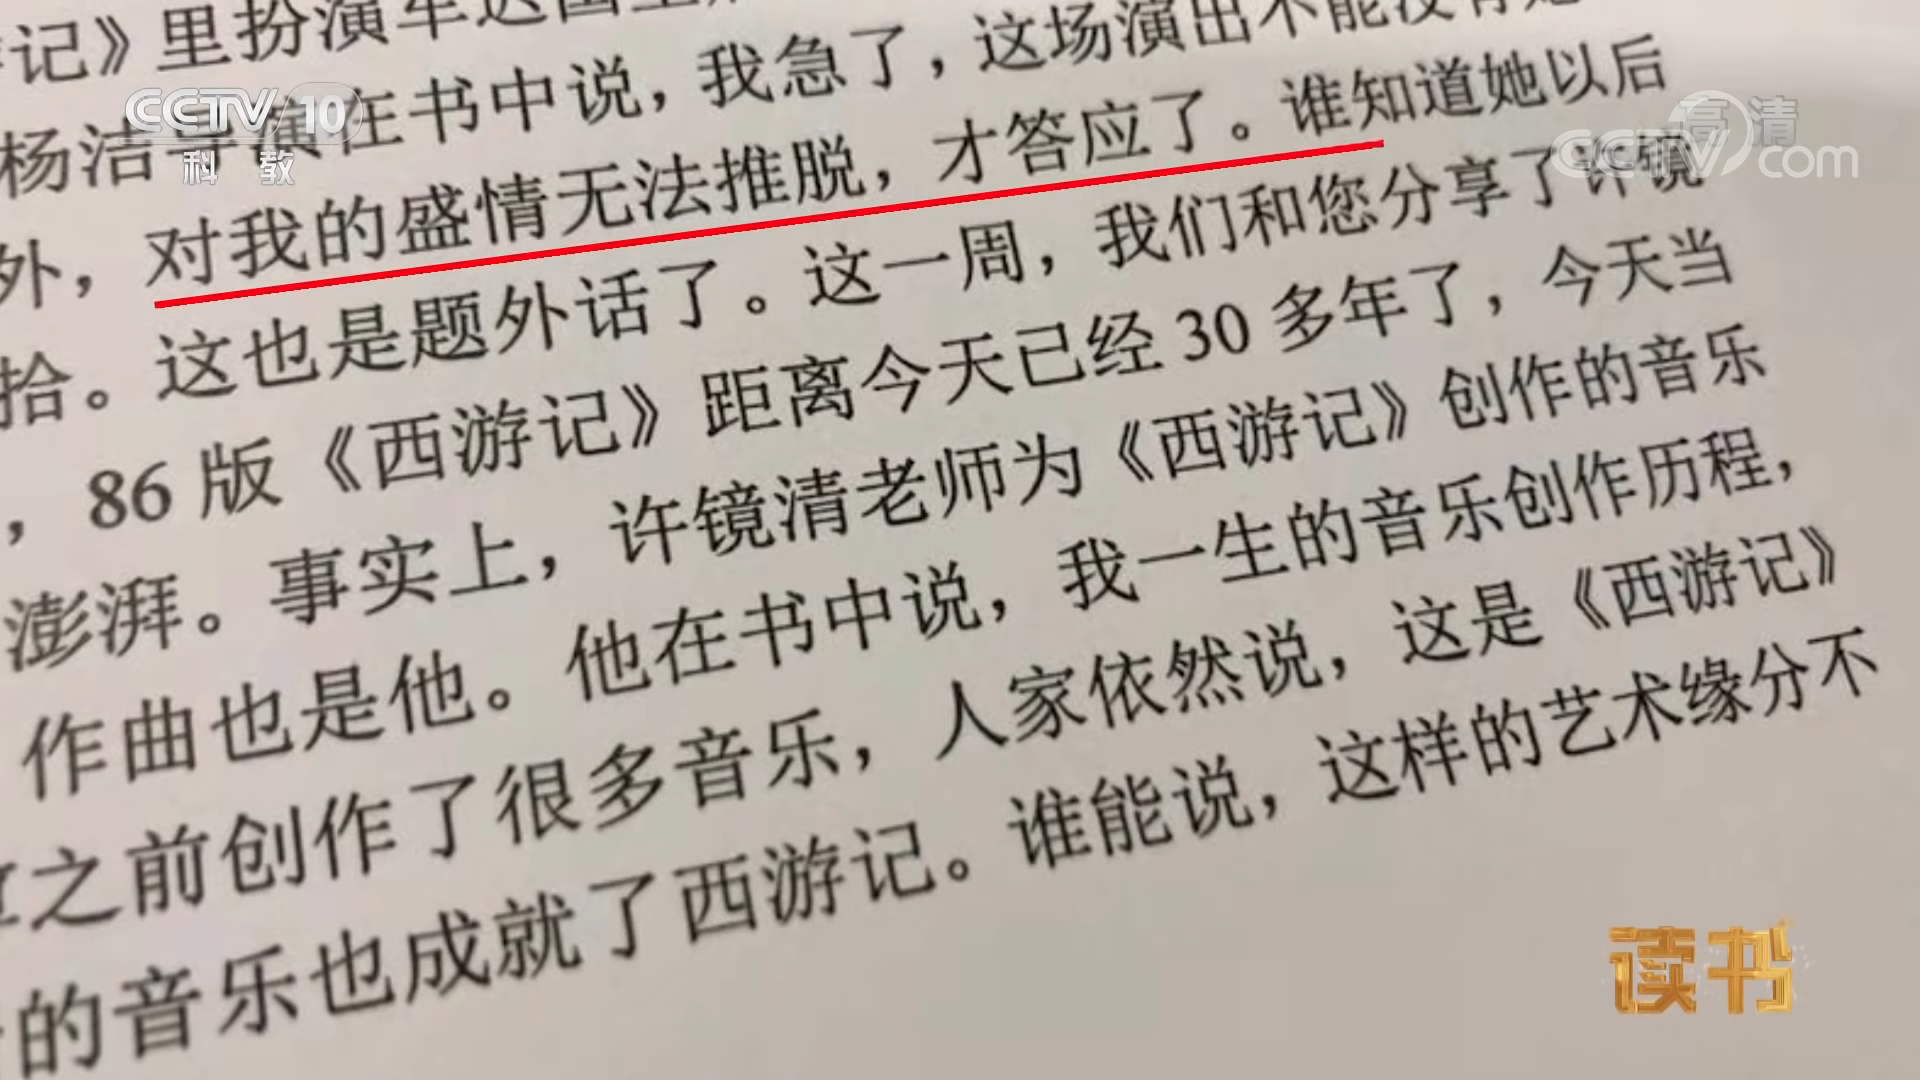 记》里扮演
杨洁导演在书中说，我急了，这场演出不能没有
外，对我的盛情无法推脱，才答应了。谁知道她以后
拾。这也是题外话了。这一周，我们和您分享了许镜
，86版《西游记》距离今天已经30多年了，今天当
澎湃。事实上，许镜清老师为《西游记》创作的音乐
作曲也是他。他在书中说，我一生的音乐创作历程，
之前创作了很多音乐，人家依然说，这是《西游记》
的音乐也成就了西游记。谁能说，这样的艺术缘分不
CCTV 10
科教
高清
CCTV.com
读书